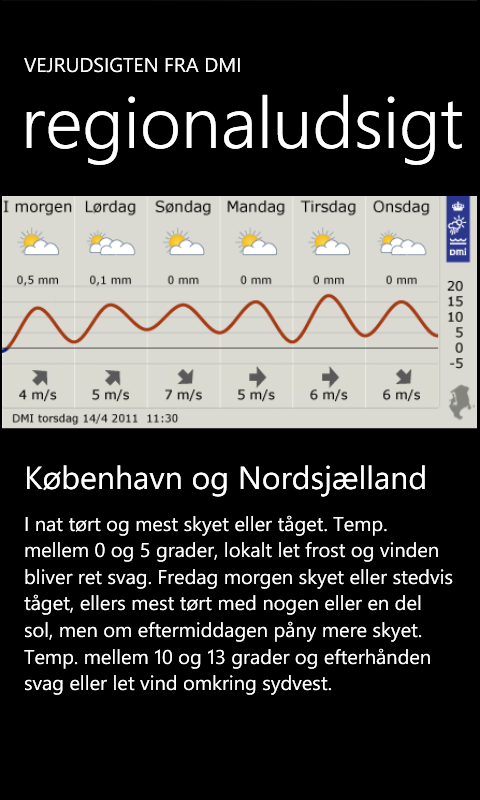 VEJRUDSIGTEN FRA DMI
regionaludsigt
I morgen Lørdag Søndag Mandag Tirsdag Onsdag
DMI
0,5 mm 0,1 mm 0 mm 0 mm 0 mm 0 mm
20
15
10
5
0
-5
4 m/s 5 m/s 7 m/s 5 m/s 6 m/s 6 m/s
DMI torsdag 14/4 2011 11:30
København og Nordsjælland
I nat tørt og mest skyet eller tåget. Temp.
mellem 0 og 5 grader, lokalt let frost og vinden
bliver ret svag. Fredag morgen skyet eller stedvis
tåget, ellers mest tørt med nogen eller en del
sol, men om eftermiddagen påny mere skyet.
Temp. mellem 10 og 13 grader og efterhånden
svag eller let vind omkring sydvest.